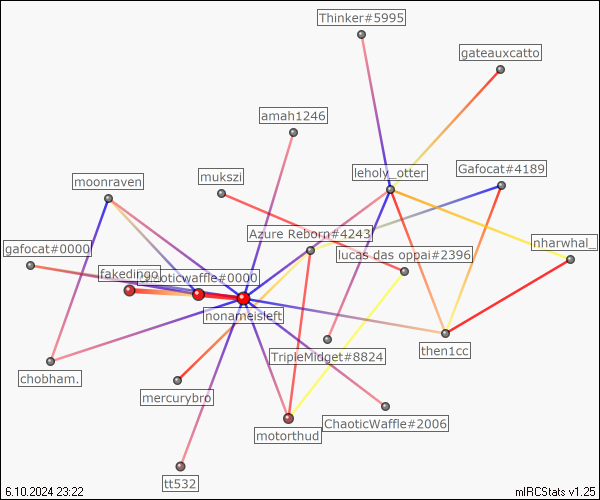 Thinker#5995
gateauxcatto
amah1246
leholy_otter
Gafocat#4189
mukszi
moonraven
Azure Reborn#4243
nharwhal_
gafocat#0000
lucas das oppai#2396
fakedingo
chaoticwaffle#0000
nonameisleft
then1cc
TripleMidget#8824
chobham.
mercurybro
ChaoticWaffle#2006
motorthud
tt532
6.10.2024 23:22
mIRCStats v1.25